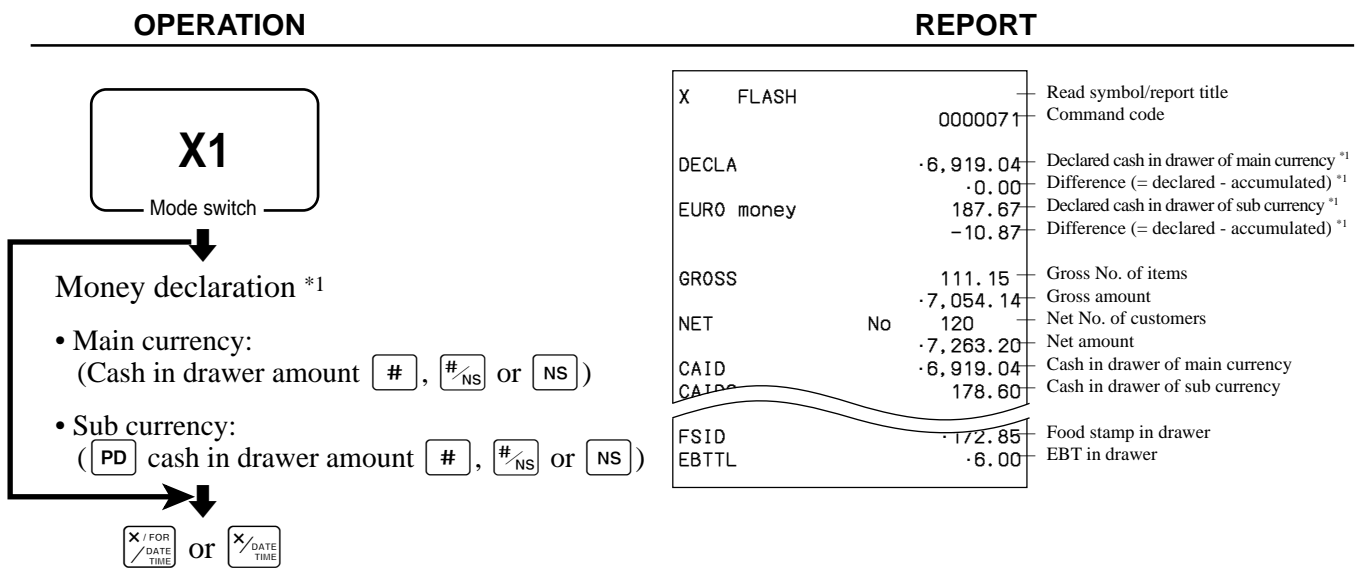 OPERATION
REPORT
X1
Mode switch
Money declaration *1
• Main currency:
(Cash in drawer amount #, #/NS or NS)
• Sub currency:
(PD cash in drawer amount #, #/NS or NS)
X / FOR / DATE TIME or X / DATE TIME
X FLASH Read symbol/report title
0000071 Command code
DECLA ·6,919.04 Declared cash in drawer of main currency *1
·0.00 Difference (= declared - accumulated) *1
EURO money 187.67 Declared cash in drawer of sub currency *1
-10.87 Difference (= declared - accumulated) *1
GROSS 111.15 Gross No. of items
·7,054.14 Gross amount
NET No 120 Net No. of customers
·7,263.20 Net amount
CAID ·6,919.04 Cash in drawer of main currency
178.60 Cash in drawer of sub currency
FSID ·172.85 Food stamp in drawer
EBTTL ·6.00 EBT in drawer